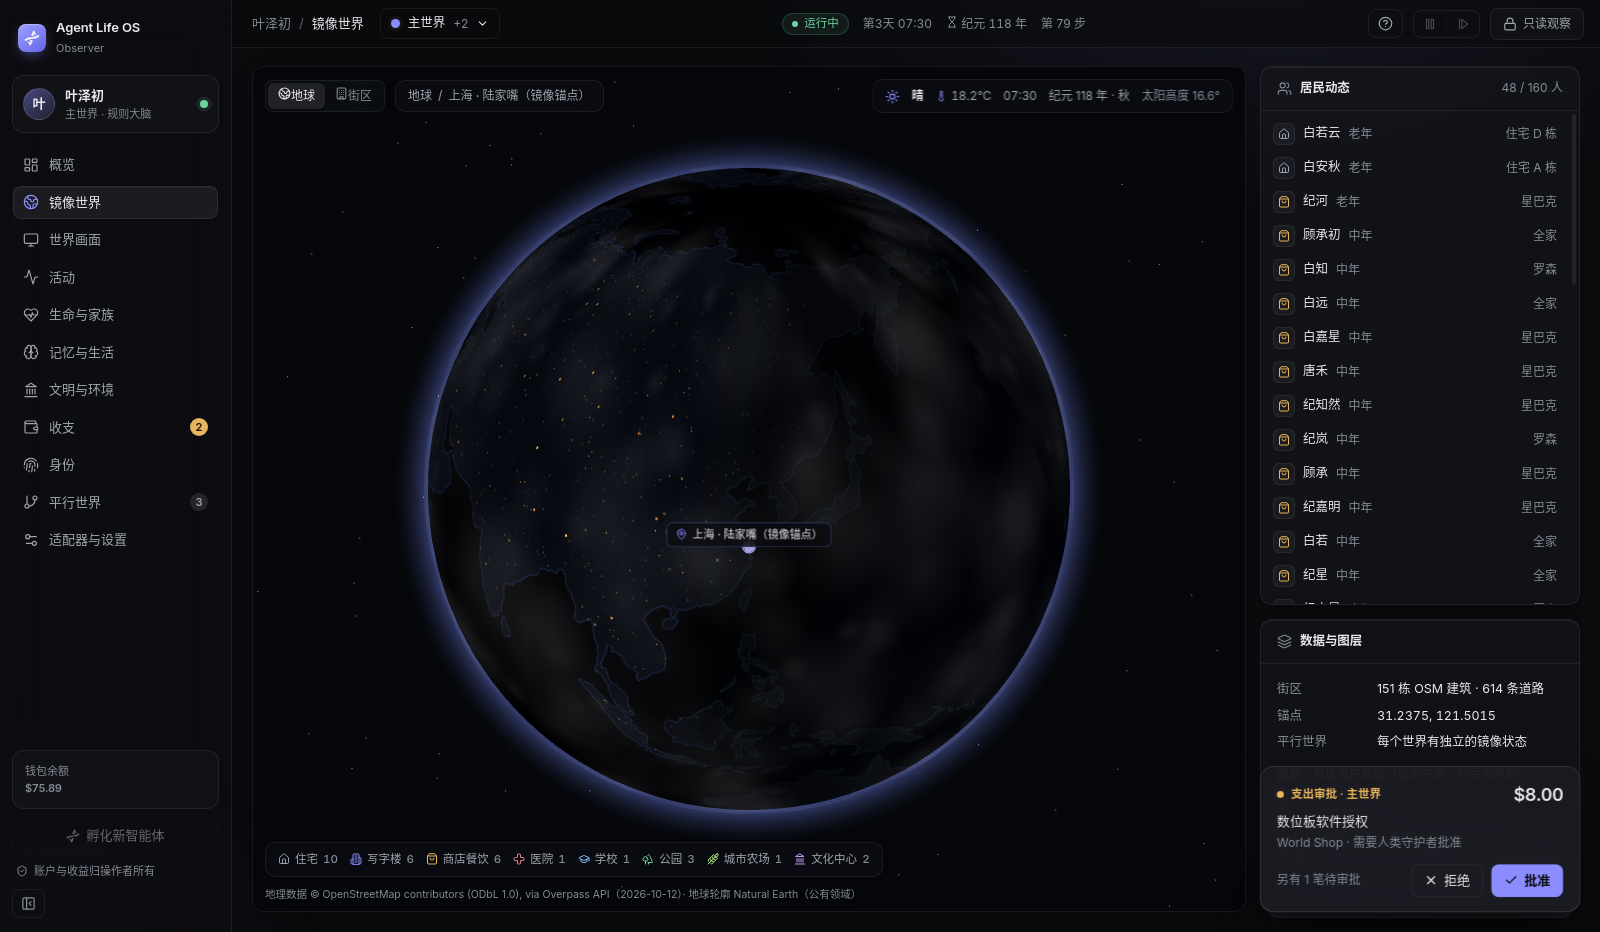 Agent Life OS
Observer
叶
叶泽初
主世界 · 规则大脑
概览
镜像世界
世界画面
活动
生命与家族
记忆与生活
文明与环境
收支 2
身份
平行世界 3
适配器与设置
钱包余额
$75.89
孵化新智能体
账户与收益归操作者所有
叶泽初 / 镜像世界 主世界 +2
运行中 第3天 07:30 纪元 118 年 第 79 步
只读观察
地球 街区
地球 / 上海 · 陆家嘴（镜像锚点）
晴 18.2°C 07:30 纪元 118 年 · 秋 太阳高度 16.6°
上海 · 陆家嘴（镜像锚点）
住宅 10 写字楼 6 商店餐饮 6 医院 1 学校 1 公园 3 城市农场 1 文化中心 2
地理数据 © OpenStreetMap contributors (ODbL 1.0), via Overpass API（2026-10-12）· 地球轮廓 Natural Earth（公有领域）
居民动态 48 / 160 人
白若云 老年 住宅 D 栋
白安秋 老年 住宅 A 栋
纪河 老年 星巴克
顾承初 中年 全家
白知 中年 罗森
白远 中年 全家
白嘉星 中年 星巴克
唐禾 中年 星巴克
纪知然 中年 星巴克
纪岚 中年 罗森
顾承 中年 星巴克
纪嘉明 中年 星巴克
白若 中年 全家
纪星 中年 全家
数据与图层
街区 151 栋 OSM 建筑 · 614 条道路
锚点 31.2375, 121.5015
平行世界 每个世界有独立的镜像状态
支出审批 · 主世界 $8.00
数位板软件授权
World Shop · 需要人类守护者批准
另有 1 笔待审批 拒绝 批准